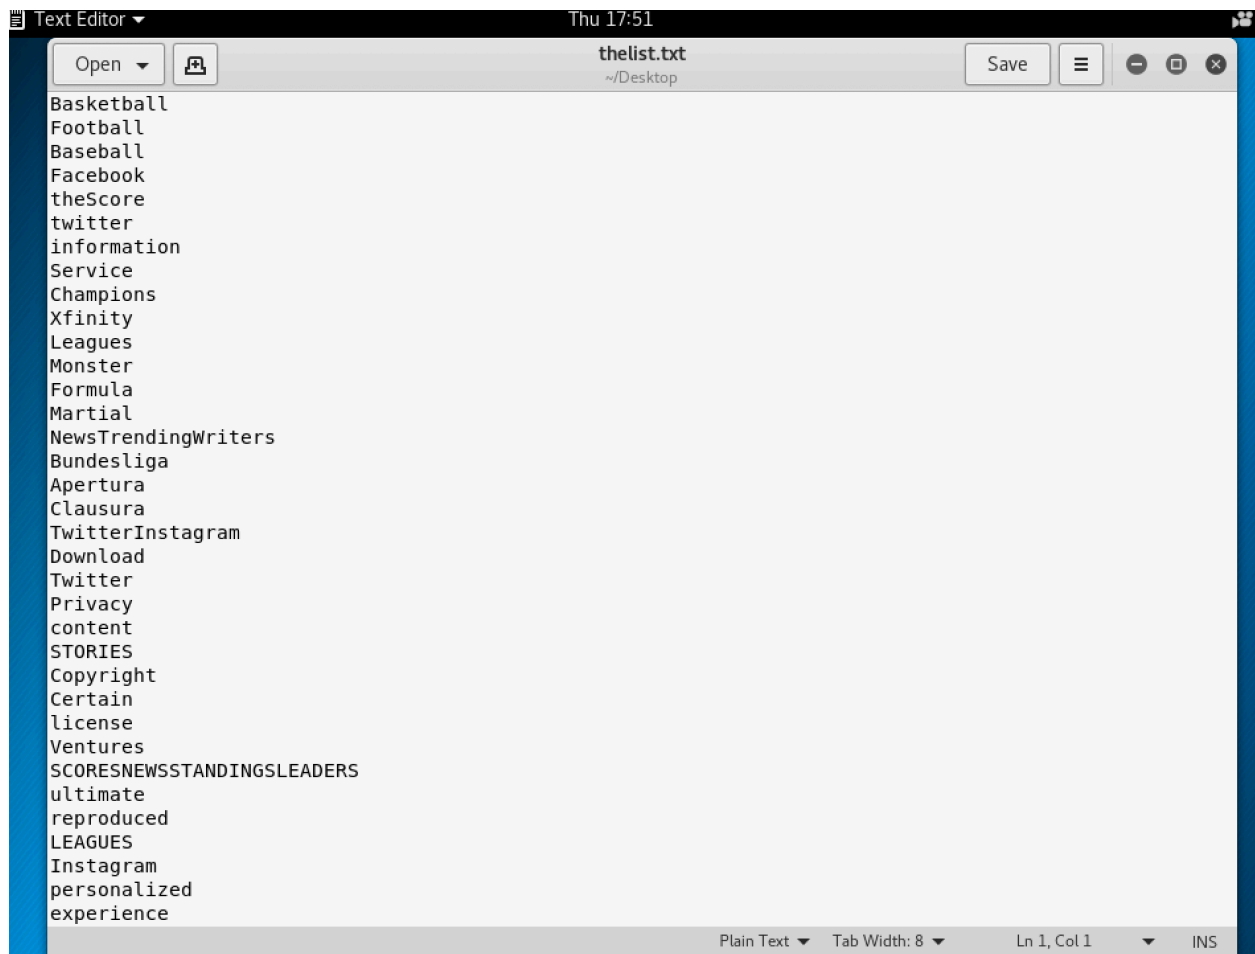 Text Editor
Thu 17:51
Open
thelist.txt
~/Desktop
Save
Basketball
Football
Baseball
Facebook
theScore
twitter
information
Service
Champions
Xfinity
Leagues
Monster
Formula
Martial
NewsTrendingWriters
Bundesliga
Apertura
Clausura
TwitterInstagram
Download
Twitter
Privacy
content
STORIES
Copyright
Certain
license
Ventures
SCORESNEWSSTANDINGSLEADERS
ultimate
reproduced
LEAGUES
Instagram
personalized
experience
Plain Text
Tab Width: 8
Ln 1, Col 1
INS